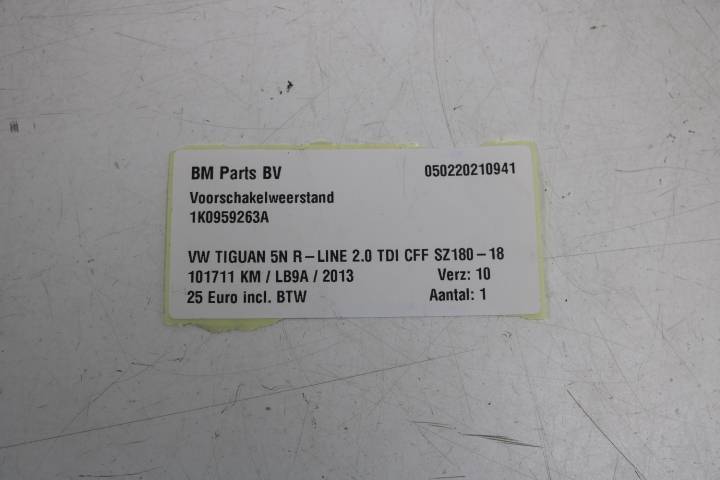 BM Parts BV 050220210941
Voorschakelweerstand
1K0959263A
VW TIGUAN 5N R-LINE 2.0 TDI CFF SZ180-18
101711 KM / LB9A / 2013 Verz: 10
25 Euro incl. BTW Aantal: 1